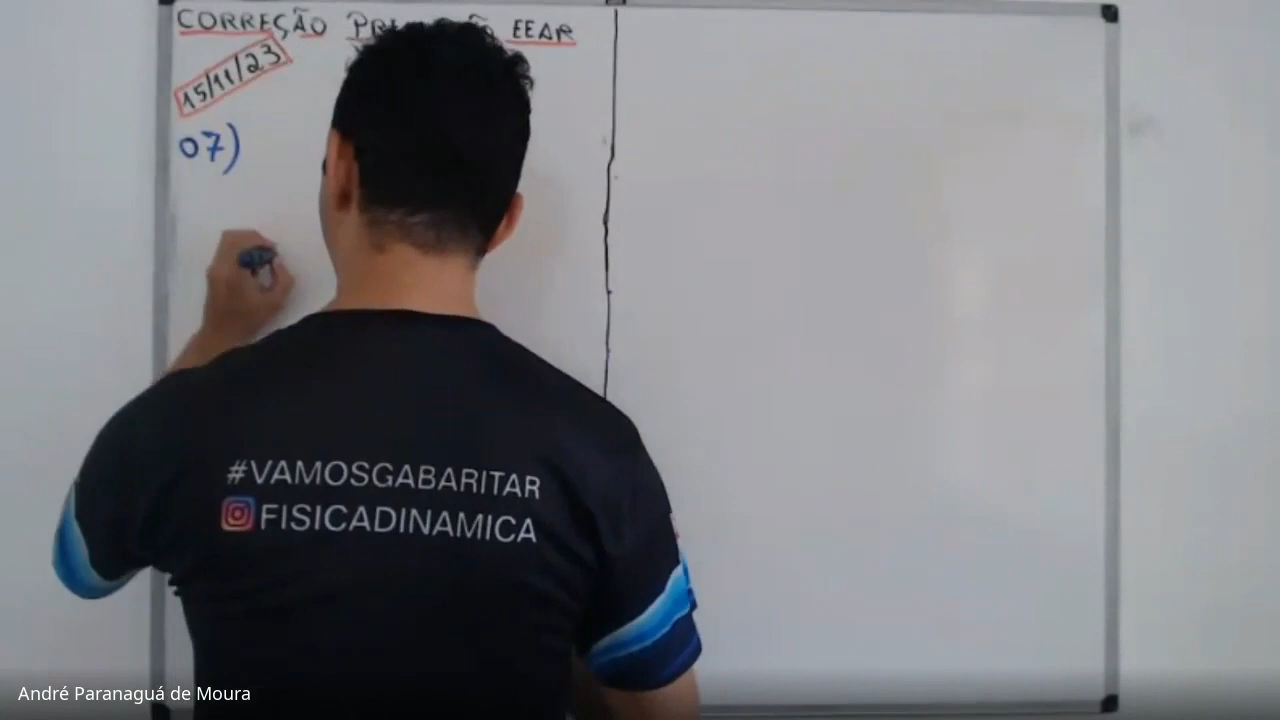 CORREÇÃO EEAR
15/11/23
07)
#VAMOSGABARITAR
FISICADINAMICA
André Paranaguá de Moura